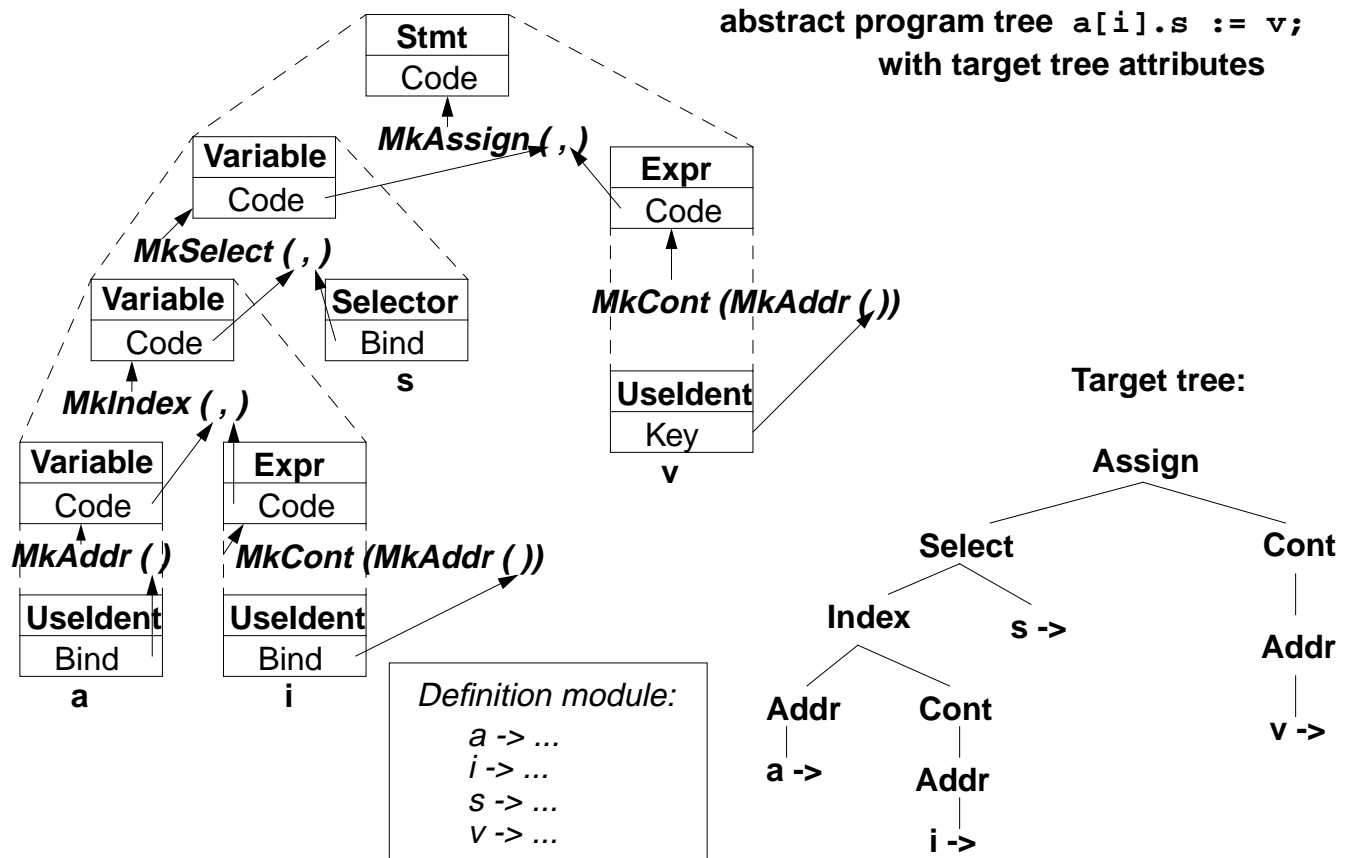 abstract program tree a[i].s := v;
with target tree attributes
Stmt
Code
MkAssign ( , )
Variable
Code
Expr
Code
MkSelect ( , )
Variable
Code
Selector
Bind
s
MkCont (MkAddr ( ))
UseIdent
Key
v
MkIndex ( , )
Variable
Code
Expr
Code
MkAddr ( )
MkCont (MkAddr ( ))
UseIdent
Bind
a
UseIdent
Bind
i
Definition module:
a -> ...
i -> ...
s -> ...
v -> ...
Target tree:
Assign
Select
Cont
Index
s ->
Addr
Addr
Cont
v ->
a ->
Addr
i ->